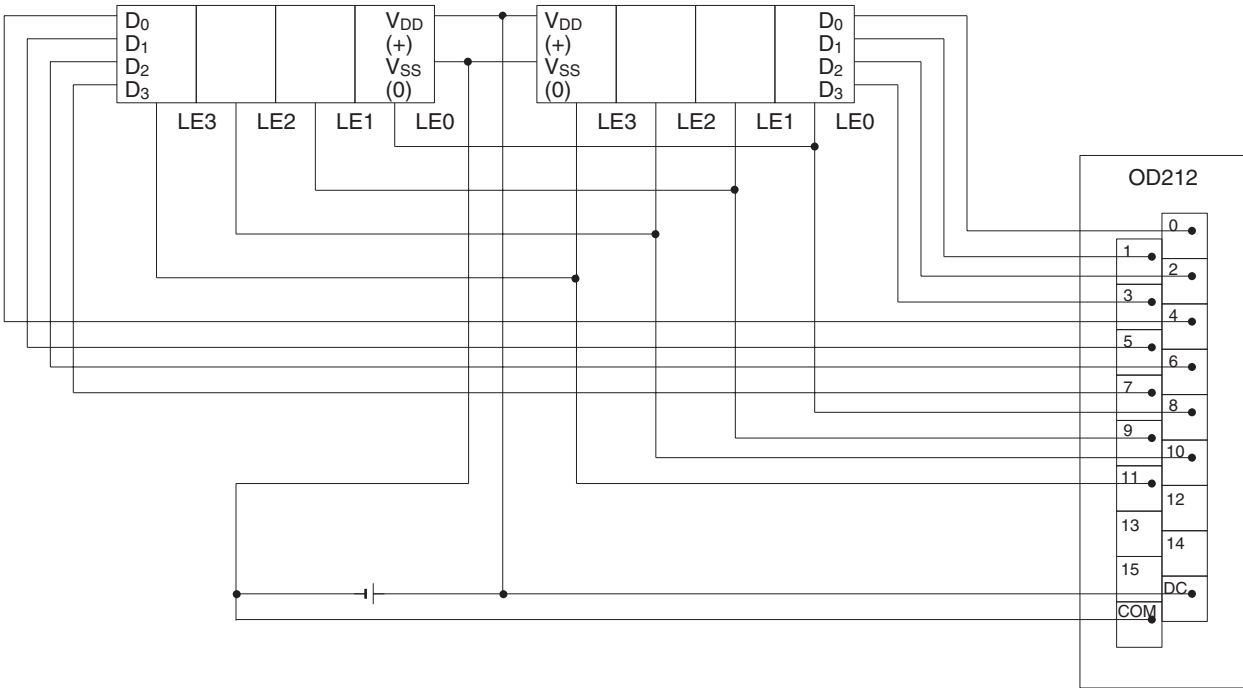 D0
D1
D2
D3
VDD
(+)
VSS
(0)
VDD
(+)
VSS
(0)
D0
D1
D2
D3
LE3
LE2
LE1
LE0
LE3
LE2
LE1
LE0
OD212
0
1
2
3
4
5
6
7
8
9
10
11
12
13
14
15
DC
COM